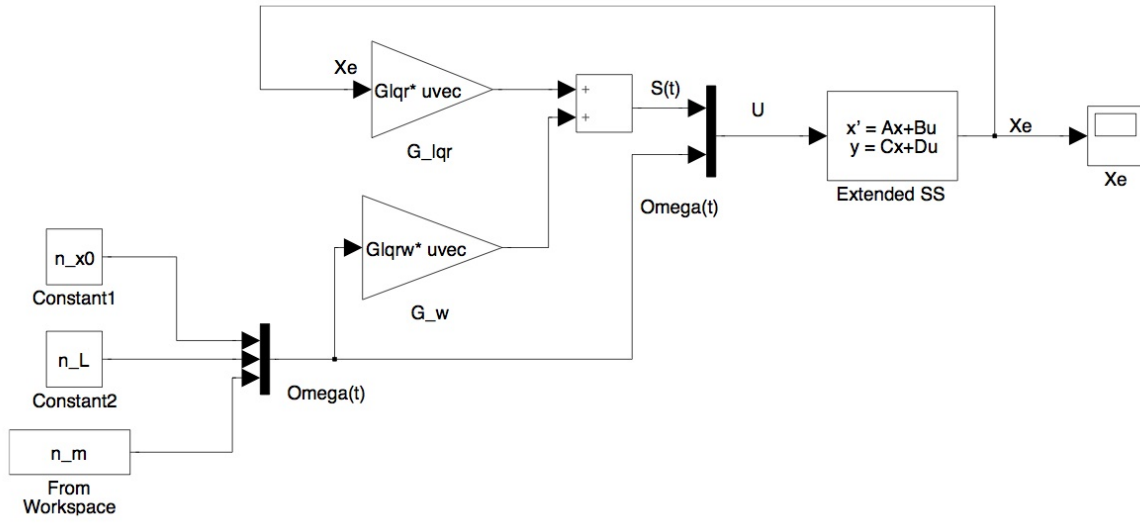 Xe
Glqr* uvec
G_lqr
+
+
S(t)
U
Omega(t)
x' = Ax+Bu
y = Cx+Du
Extended SS
Xe
Xe
Glqrw* uvec
G_w
n_x0
Constant1
n_L
Constant2
Omega(t)
n_m
From
Workspace